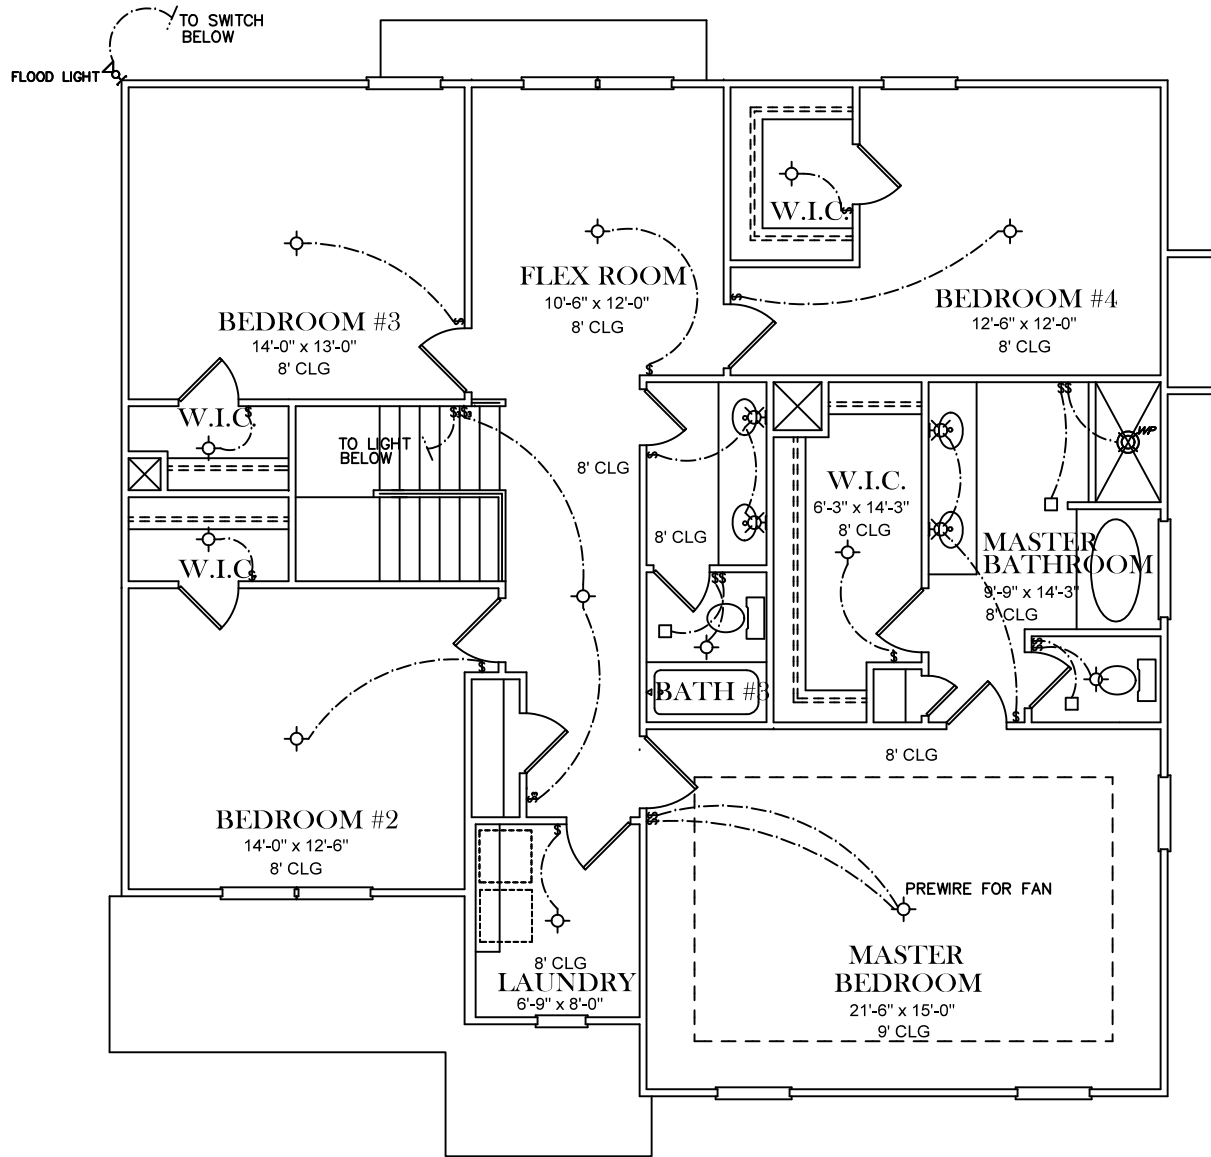 TO SWITCH
BELOW
FLOOD LIGHT
W.I.C.
FLEX ROOM
10'-6" x 12'-0"
8' CLG
BEDROOM #3
14'-0" x 13'-0"
8' CLG
BEDROOM #4
12'-6" x 12'-0"
8' CLG
W.I.C.
TO LIGHT
BELOW
8' CLG
WP
W.I.C.
6'-3" x 14'-3"
8' CLG
8' CLG
MASTER
BATHROOM
9'-9" x 14'-3"
8' CLG
W.I.C.
BATH #3
8' CLG
BEDROOM #2
14'-0" x 12'-6"
8' CLG
PREWIRE FOR FAN
MASTER
BEDROOM
21'-6" x 15'-0"
9' CLG
8' CLG
LAUNDRY
6'-9" x 8'-0"